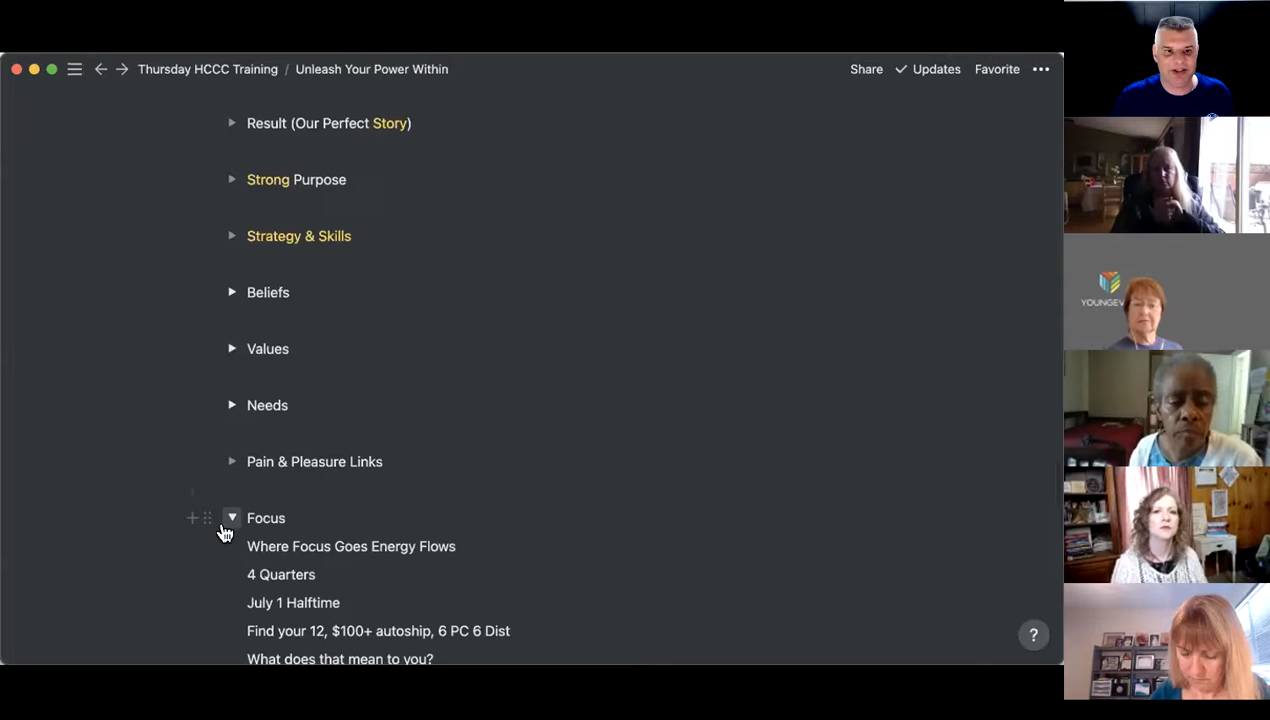 Thursday HCCC Training / Unleash Your Power Within
Share ✓ Updates Favorite •••
Result (Our Perfect Story)
Strong Purpose
Strategy & Skills
Beliefs
Values
Needs
Pain & Pleasure Links
Focus
Where Focus Goes Energy Flows
4 Quarters
July 1 Halftime
Find your 12, $100+ autoship, 6 PC 6 Dist
What does that mean to you?
?
YOUNGEV